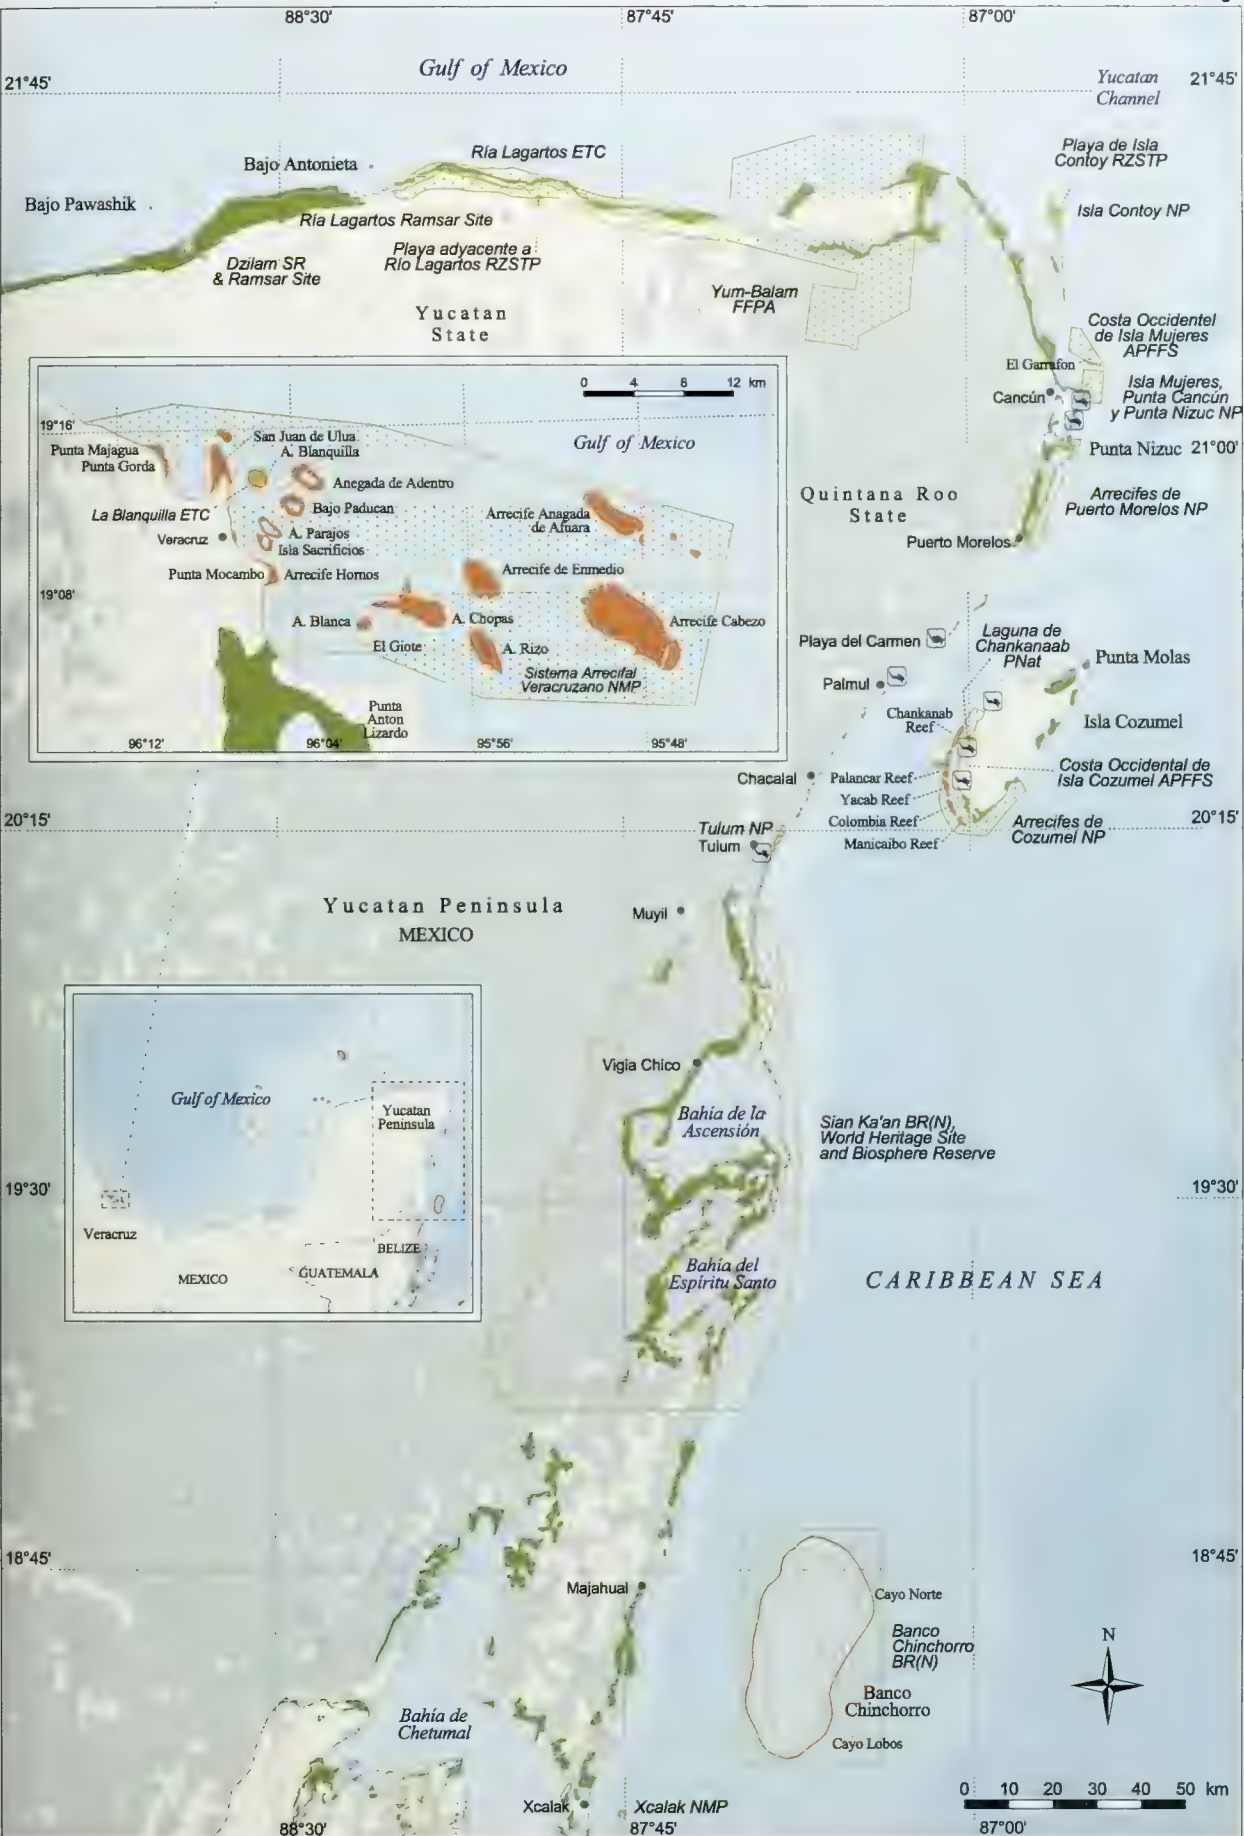 88°30'
87°45'
87°00'
Gulf of Mexico
21°45'
Yucatan
Channel
21°45'
Playa de Isla
Contoy RZSTP
Ría Lagartos ETC
Bajo Antonieta
Bajo Pawashik
Isla Contoy NP
Ría Lagartos Ramsar Site
Playa adyacente a
Río Lagartos RZSTP
Dzilam SR
& Ramsar Site
Yum-Balam
FFPA
Yucatan
State
Costa Occidentel
de Isla Mujeres
APFFS
El Garrafon
Cancún
Isla Mujeres,
Punta Cancún
y Punta Nizuc NP
Punta Nizuc
21°00'
Quintana Roo
State
Arrecifes de
Puerto Morelos NP
Puerto Morelos
0 4 8 12 km
19°16'
Gulf of Mexico
San Juan de Ulua
A. Blanquilla
Punta Majagua
Punta Gorda
Anegada de Adentro
La Blanquilla ETC
Bajo Paducan
Arrecife Anagada
de Afuara
Veracruz
A. Parajos
Isla Sacrificios
Punta Mocambo
Arrecife Hornos
Arrecife de Enmedio
19°08'
A. Blanca
A. Chopas
Arrecife Cabezo
El Giote
A. Rizo
Sistema Arrecifal
Veracruzano NMP
Punta
Anton
Lizardo
96°12'
96°04'
95°56'
95°48'
Playa del Carmen
Laguna de
Chankanaab
PNat
Punta Molas
Palmul
Chankanab
Reef
Isla Cozumel
Chacalal
Palancar Reef
Costa Occidental de
Isla Cozumel APFFS
Yacab Reef
Colombia Reef
Manicaibo Reef
Arrecifes de
Cozumel NP
20°15'
20°15'
Tulum NP
Tulum
Yucatan Peninsula
MEXICO
Muyil
Vigia Chico
Bahía de la
Ascensión
Sian Ka'an BR(N),
World Heritage Site
and Biosphere Reserve
Gulf of Mexico
Yucatan
Peninsula
19°30'
19°30'
Veracruz
BELIZE
MEXICO
GUATEMALA
Bahía del
Espíritu Santo
CARIBBEAN SEA
18°45'
18°45'
Majahual
Cayo Norte
Banco
Chinchorro
BR(N)
Banco
Chinchorro
Cayo Lobos
N
Bahía de
Chetumal
0 10 20 30 40 50 km
Xcalak
Xcalak NMP
88°30'
87°45'
87°00'